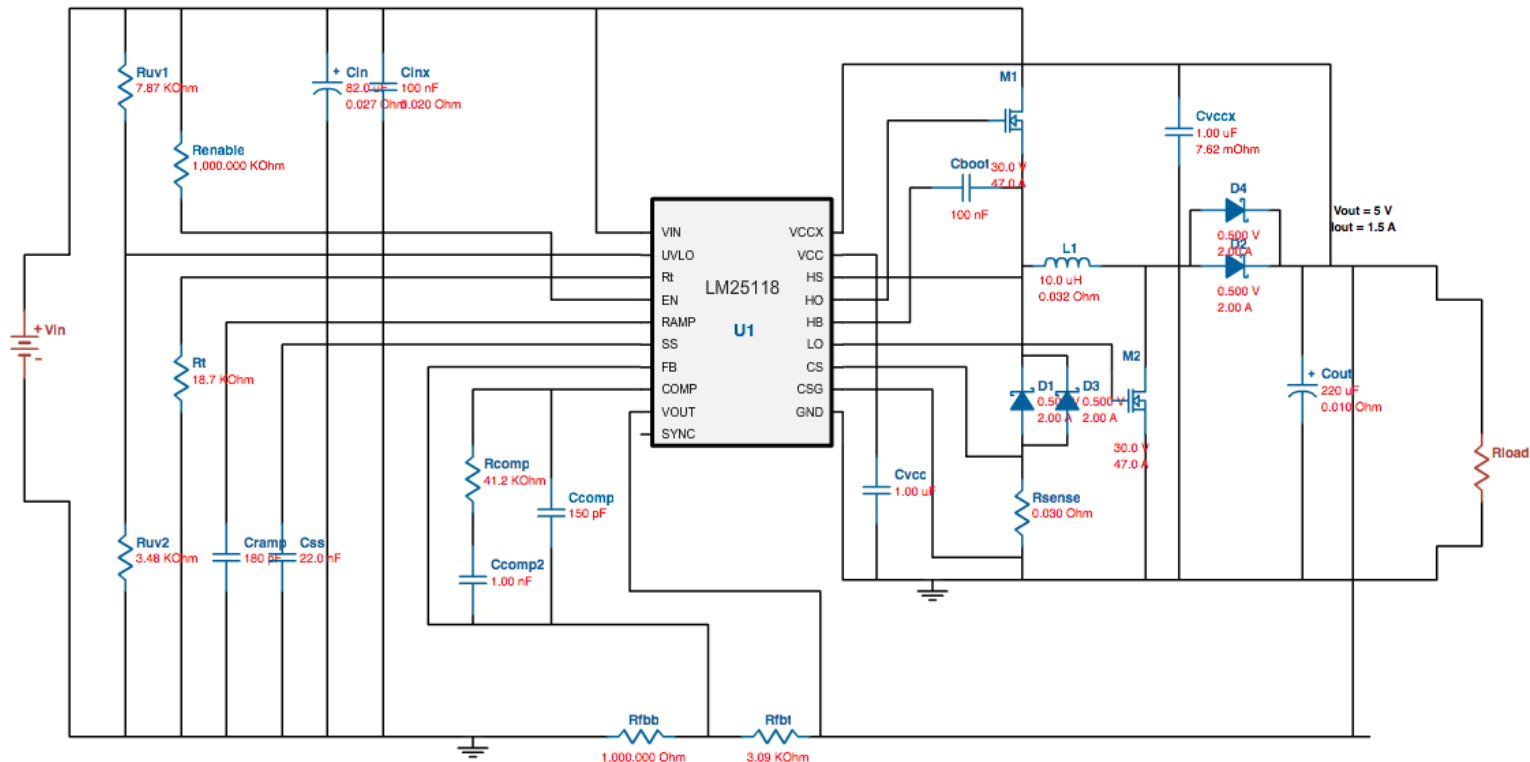 Ruv1
7.87 KOhm
Renable
1,000.000 KOhm
+ Cin
82.0 uF
0.027 Ohm
Cinx
100 nF
0.020 Ohm
M1
30.0 V
47.0 A
Cboot
100 nF
Cvccx
1.00 uF
7.62 mOhm
D4
0.500 V
2.00 A
D2
0.500 V
2.00 A
Vout = 5 V
Iout = 1.5 A
VIN
UVLO
Rt
EN
RAMP
SS
FB
COMP
VOUT
SYNC
LM25118
U1
VCCX
VCC
HS
HO
HB
LO
CS
CSG
GND
L1
10.0 uH
0.032 Ohm
+ Vin
-
Rt
18.7 KOhm
D1
0.500 V
2.00 A
D3
0.500 V
2.00 A
M2
30.0 V
47.0 A
+ Cout
220 uF
0.010 Ohm
Rload
Rcomp
41.2 KOhm
Ccomp
150 pF
Ccomp2
1.00 nF
Cvcc
1.00 uF
Rsense
0.030 Ohm
Ruv2
3.48 KOhm
Cramp
180 pF
Css
22.0 nF
Rfbb
1.000.000 Ohm
Rfbt
3.09 KOhm